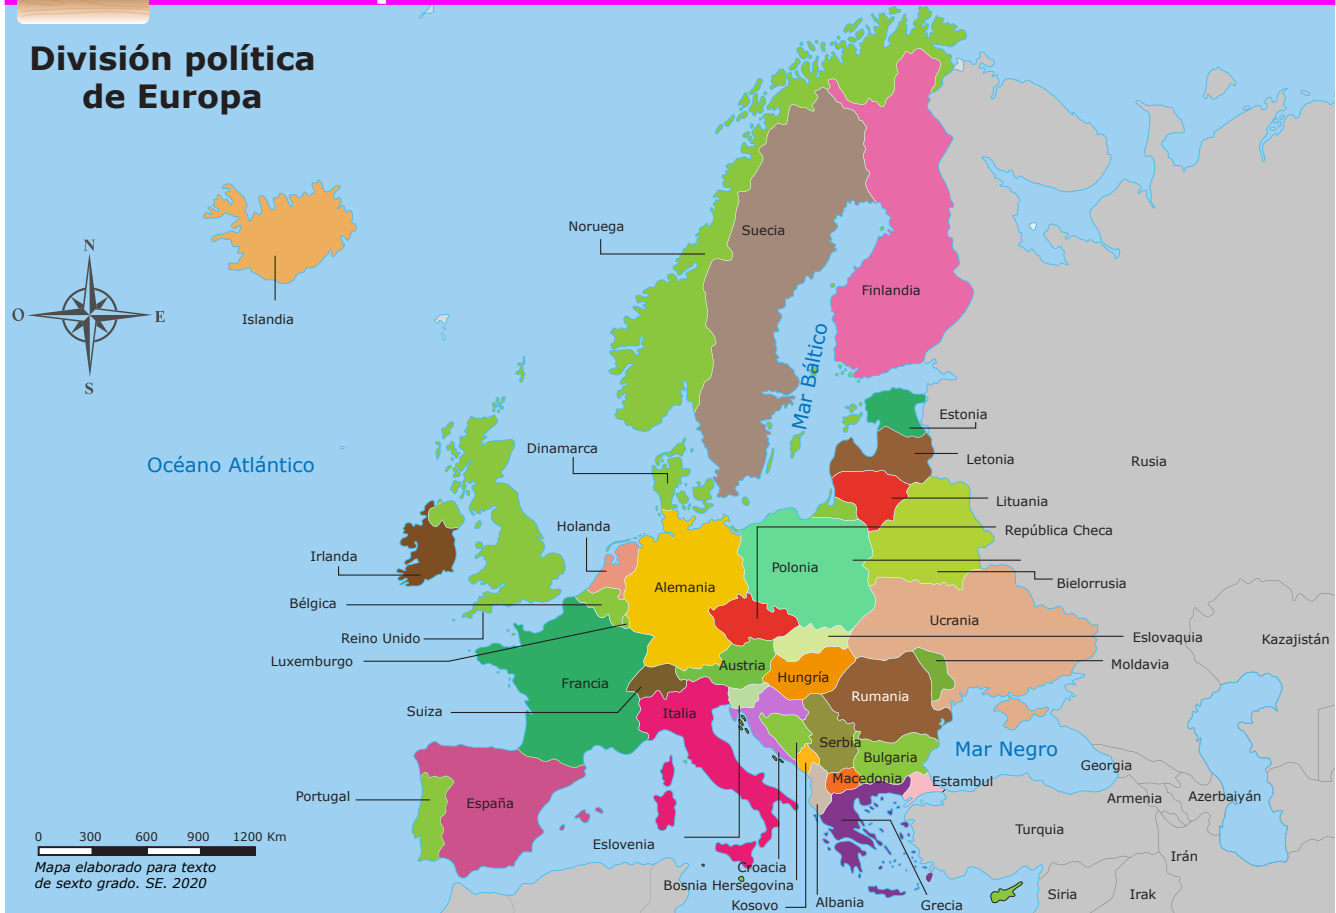 División política
de Europa
N
O
E
S
Islandia
Noruega
Suecia
Finlandia
Mar Báltico
Océano Atlántico
Dinamarca
Estonia
Letonia
Rusia
Lituania
República Checa
Holanda
Irlanda
Alemania
Polonia
Bielorrusia
Bélgica
Reino Unido
Ucrania
Eslovaquia
Kazajistán
Luxemburgo
Austria
Moldavia
Francia
Hungría
Rumania
Suiza
Italia
Serbia
Bulgaria
Mar Negro
Georgia
Macedonia
Estambul
Portugal
España
Armenia
Azerbaiyán
Turquia
0 300 600 900 1200 Km
Mapa elaborado para texto
de sexto grado. SE. 2020
Eslovenia
Irán
Croacia
Bosnia Hersegovina
Kosovo
Albania
Grecia
Siria
Irak